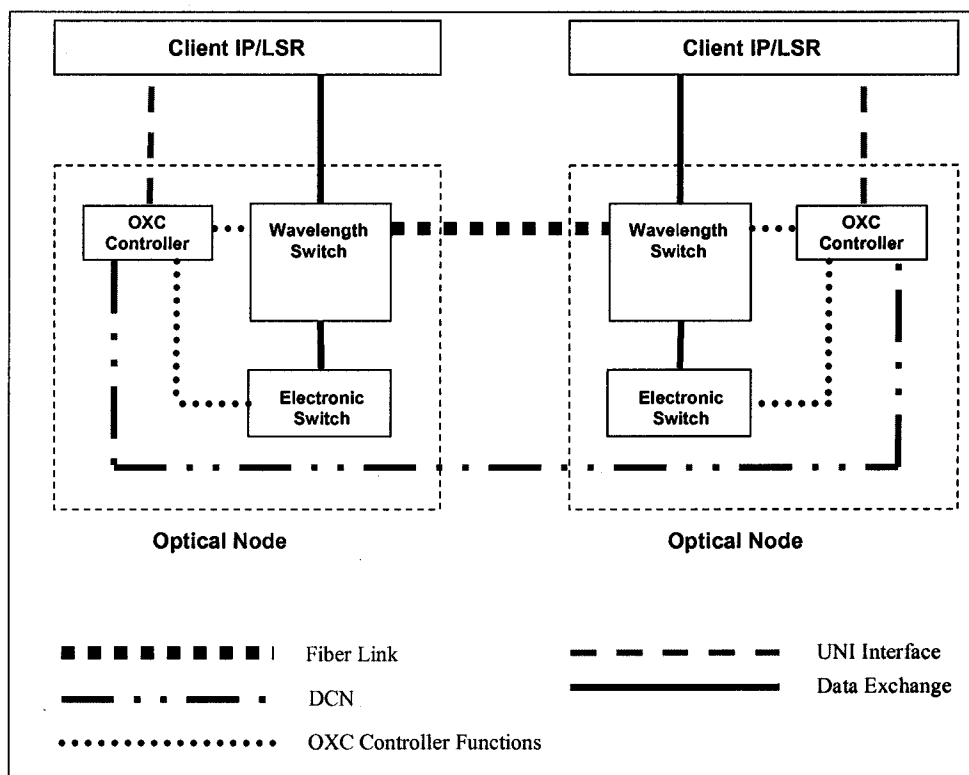 Client IP/LSR
Client IP/LSR
OXC
Controller
Wavelength
Switch
Wavelength
Switch
OXC
Controller
Electronic
Switch
Electronic
Switch
Optical Node
Optical Node
Fiber Link
UNI Interface
DCN
Data Exchange
OXC Controller Functions